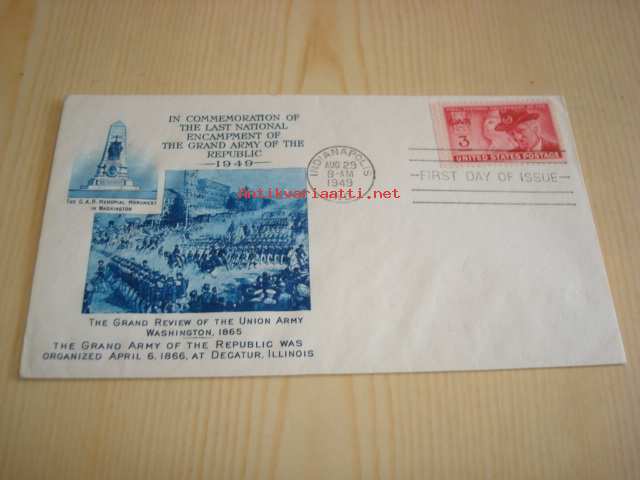 IN COMMEMORATION OF
THE LAST NATIONAL
ENCAMPMENT OF
THE GRAND ARMY OF THE
REPUBLIC
—1949—
THE G.A.R. MEMORIAL MONUMENT
IN WASHINGTON
THE GRAND REVIEW OF THE UNION ARMY
WASHINGTON, 1865
THE GRAND ARMY OF THE REPUBLIC WAS
ORGANIZED APRIL 6, 1866, AT DECATUR, ILLINOIS
INDIANAPOLIS
AUG 29
9-AM
1949
3
UNITED STATES POSTAGE
FIRST DAY OF ISSUE
Antikvariaatti.net